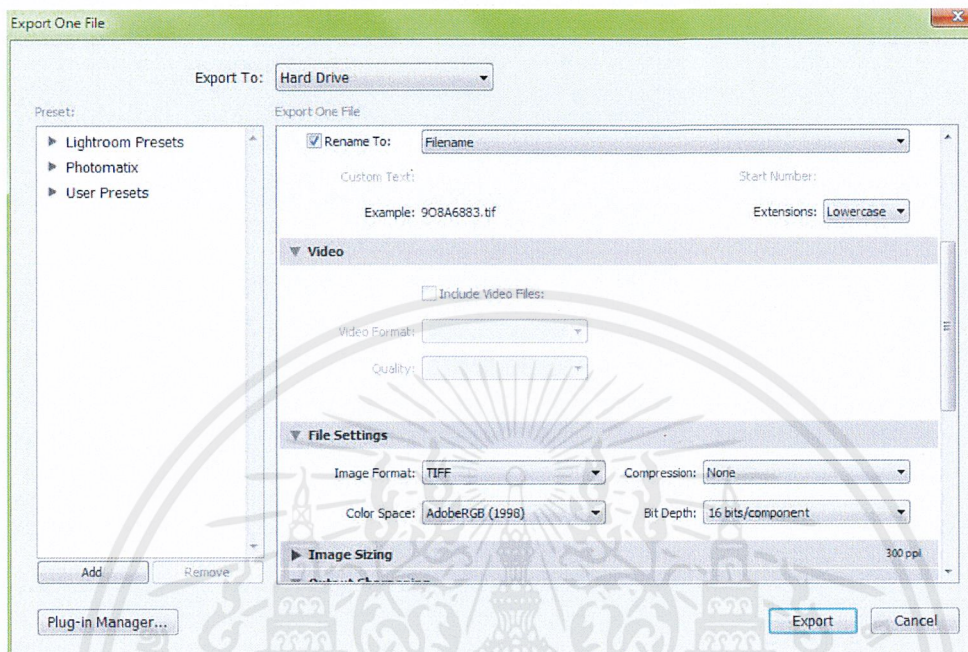 Export One File
Export To: Hard Drive
Preset:
Lightroom Presets
Photomatix
User Presets
Add
Remove
Export One File
Rename To: Filename
Custom Text: Start Number:
Example: 9O8A6883.tif Extensions: Lowercase
Video
Include Video Files:
Video Format:
Quality:
File Settings
Image Format: TIFF Compression: None
Color Space: AdobeRGB (1998) Bit Depth: 16 bits/component
Image Sizing 300 ppi
Output Sharpening
Plug-in Manager... Export Cancel